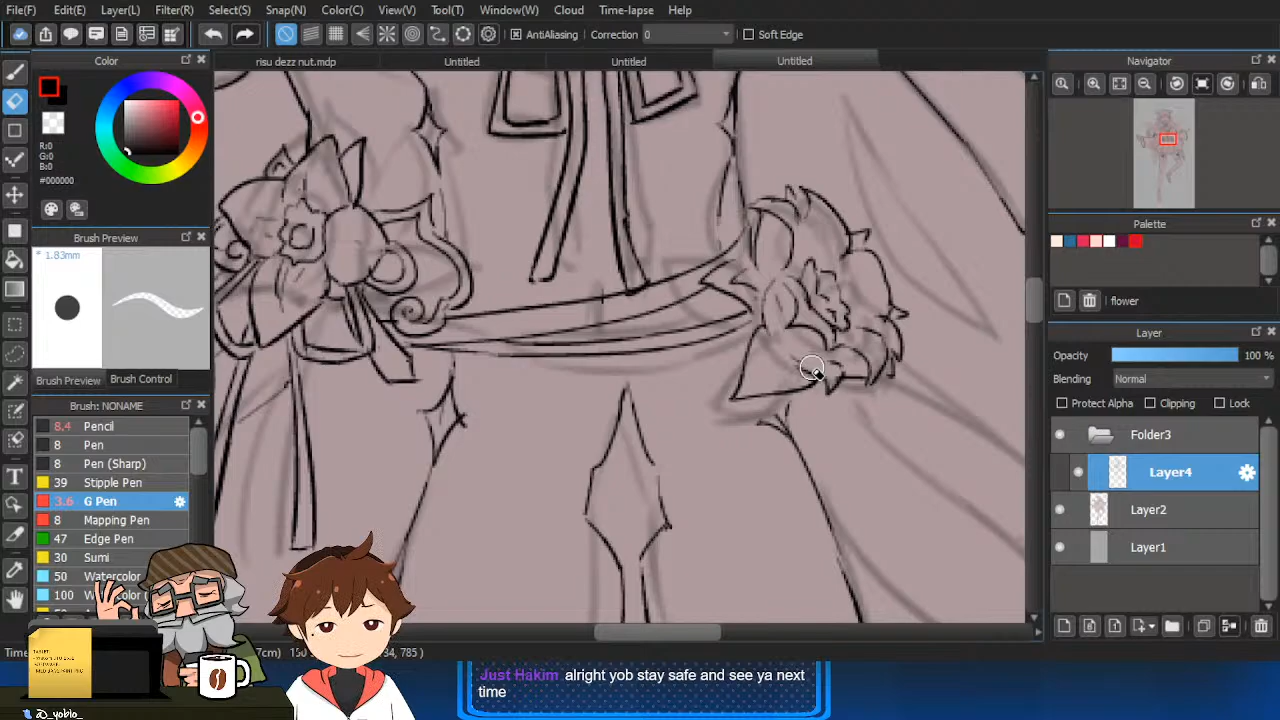 File(F) Edit(E) Layer(L) Filter(R) Select(S) Snap(N) Color(C) View(V) Tool(T) Window(W) Cloud Time-lapse Help
AntiAliasing Correction 0 Soft Edge
Color
risu dezz nut.mdp Untitled Untitled Untitled
Navigator
R:0
G:0
B:0
#000000
Brush Preview
* 1.83mm
Brush Preview Brush Control
Brush: NONAME
8.4 Pencil
8 Pen
8 Pen (Sharp)
39 Stipple Pen
3.6 G Pen
8 Mapping Pen
47 Edge Pen
30 Sumi
50 Watercolor
100 Watercolor
Palette
flower
Layer
Opacity 100 %
Blending Normal
Protect Alpha Clipping Lock
Folder3
Layer4
Layer2
Layer1
Just Hakim alright yob stay safe and see ya next
time